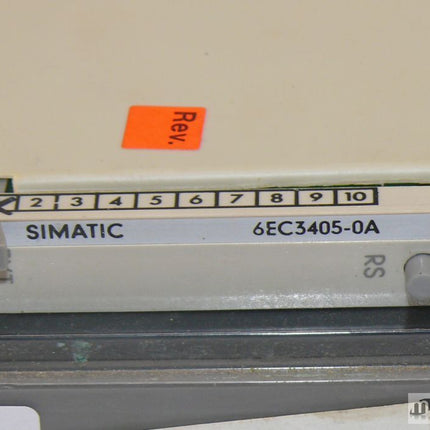 Rev.
2 3 4 5 6 7 8 9 10
SIMATIC 6EC3405-0A
RS